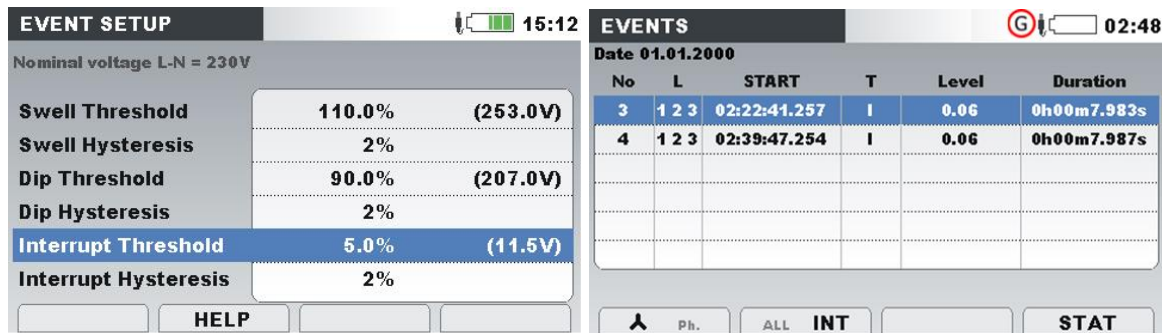 EVENT SETUP 15:12
Nominal voltage L-N = 230V
Swell Threshold 110.0% (253.0V)
Swell Hysteresis 2%
Dip Threshold 90.0% (207.0V)
Dip Hysteresis 2%
Interrupt Threshold 5.0% (11.5V)
Interrupt Hysteresis 2%
HELP
EVENTS G 02:48
Date 01.01.2000
No L START T Level Duration
3 1 2 3 02:22:41.257 I 0.06 0h00m7.983s
4 1 2 3 02:39:47.254 I 0.06 0h00m7.987s
Ph. ALL INT STAT